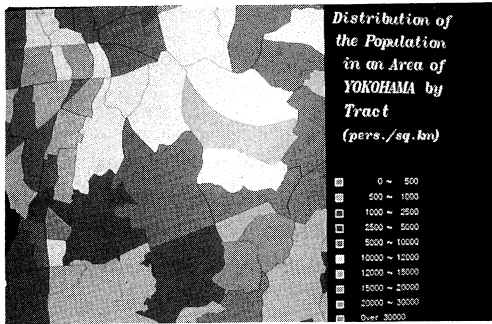 Distribution of
the Population
in an Area of
YOKOHAMA by
Tract
(pers./sq.km)
0 ~ 500
500 ~ 1000
1000 ~ 2500
2500 ~ 5000
5000 ~ 10000
10000 ~ 12000
12000 ~ 15000
15000 ~ 20000
20000 ~ 30000
Over 30000